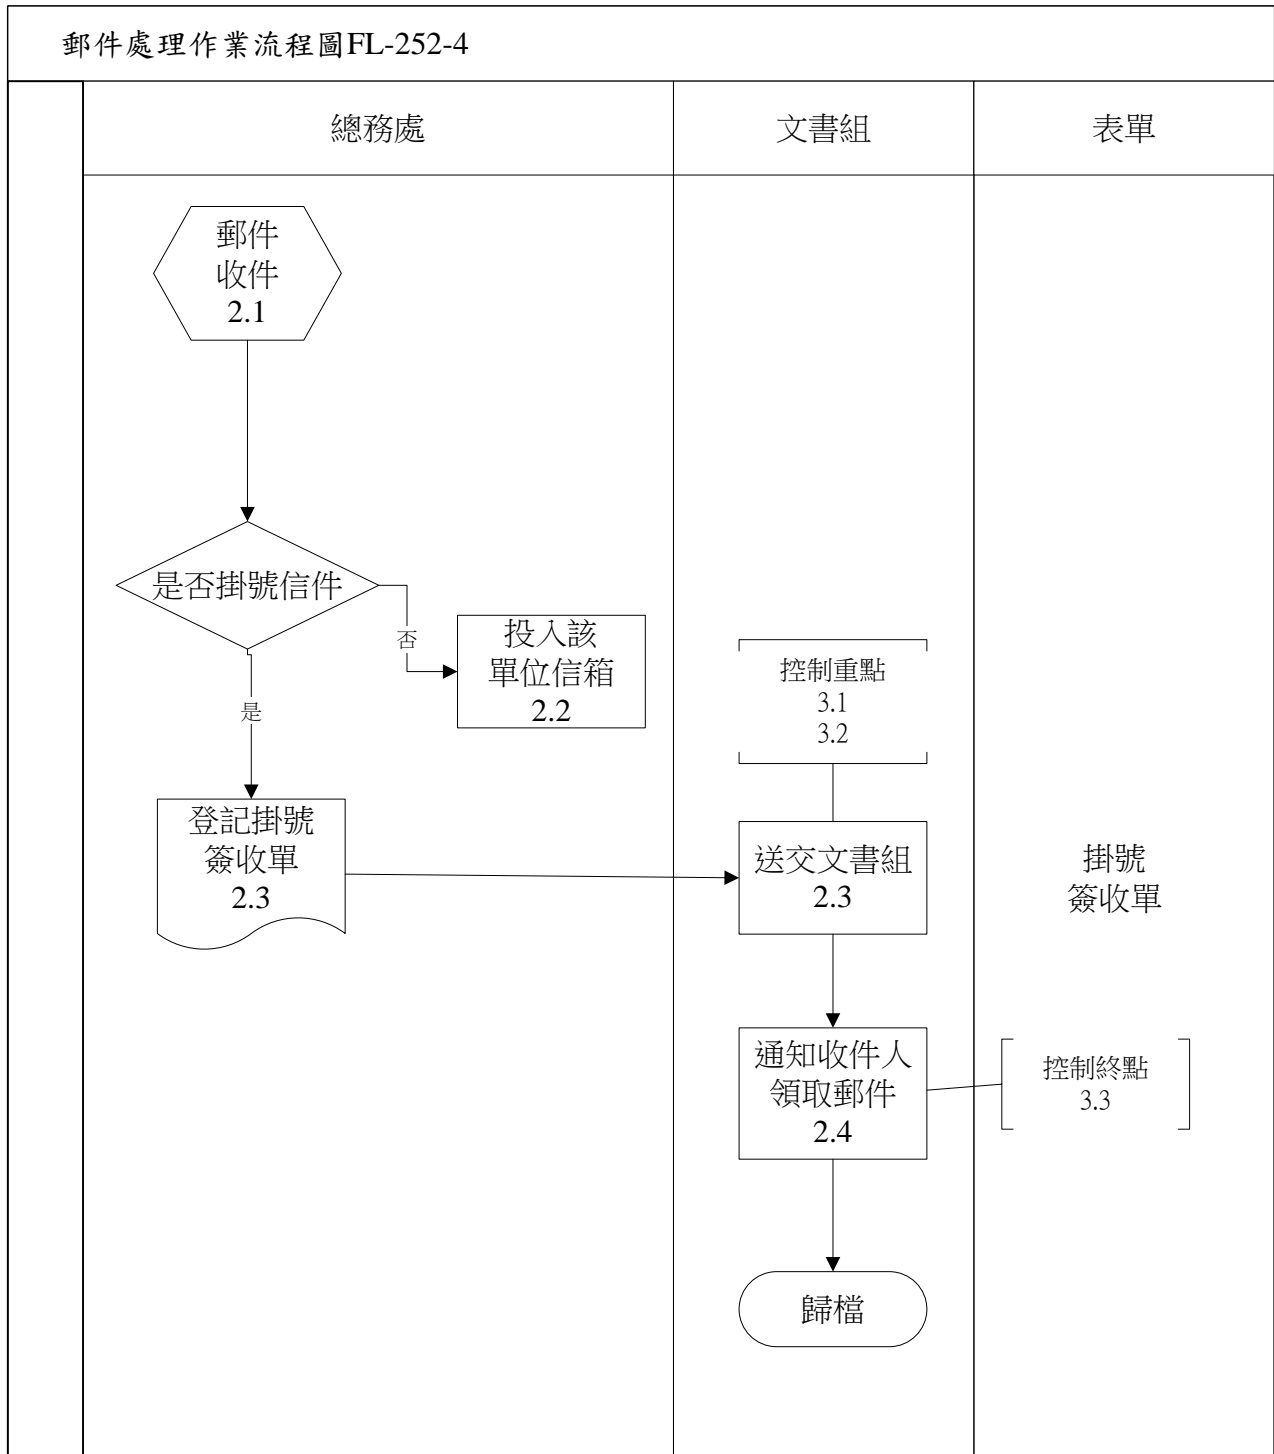 郵件處理作業流程圖FL-252-4
總務處
文書組
表單
郵件
收件
2.1
是否掛號信件
否
是
投入該
單位信箱
2.2
控制重點
3.1
3.2
登記掛號
簽收單
2.3
送交文書組
2.3
掛號
簽收單
通知收件人
領取郵件
2.4
控制終點
3.3
歸檔